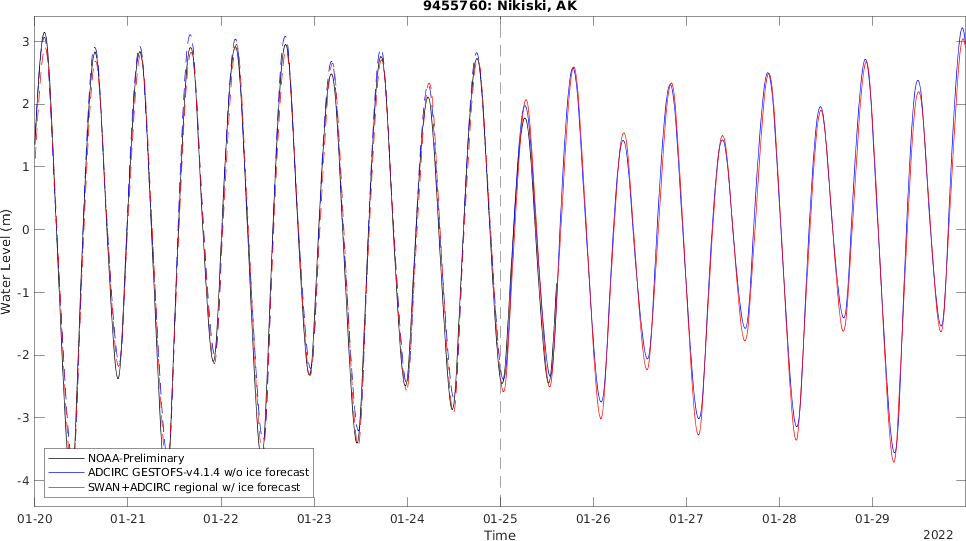 9455760: Nikiski, AK
Water Level (m)
3
2
1
0
-1
-2
-3
-4
NOAA-Preliminary
ADCIRC GESTOFS-v4.1.4 w/o ice forecast
SWAN+ADCIRC regional w/ ice forecast
01-20 01-21 01-22 01-23 01-24 01-25 01-26 01-27 01-28 01-29
Time
2022